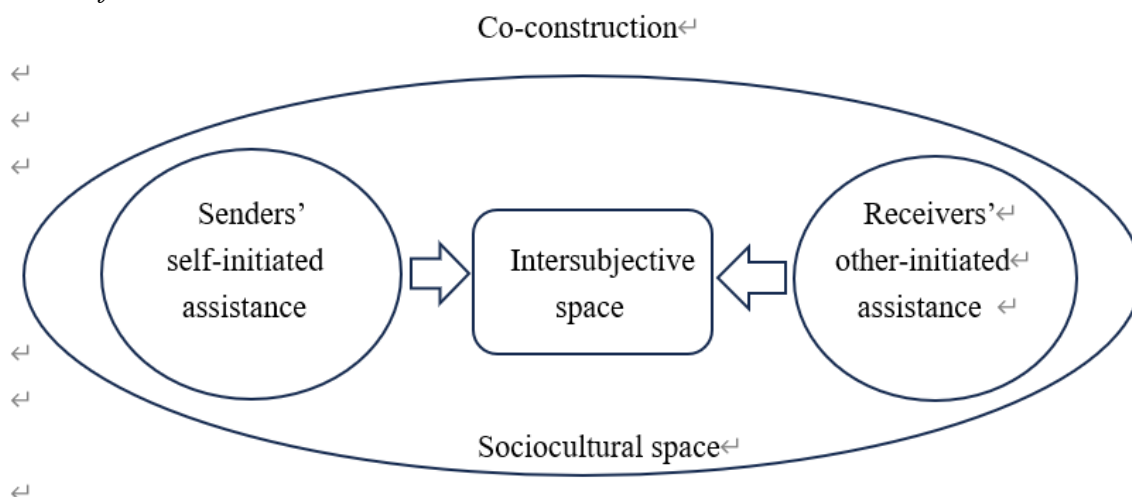 Co-construction
Senders’
self-initiated
assistance
Intersubjective
space
Receivers’
other-initiated
assistance
Sociocultural space